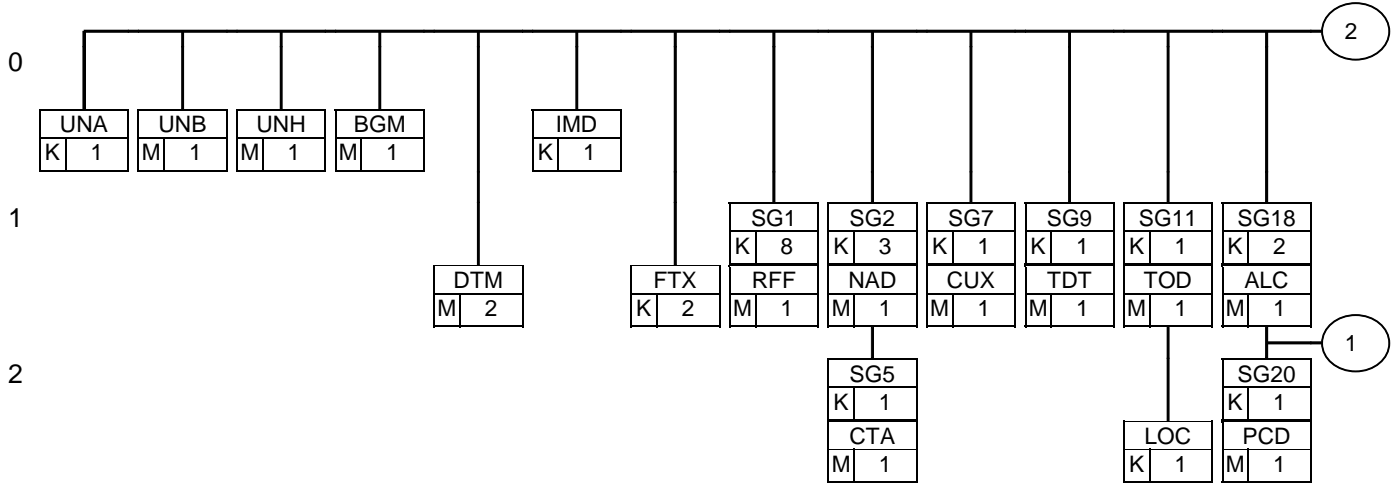 2
0
UNA UNB UNH BGM IMD
K 1 M 1 M 1 M 1 K 1
1
SG1 SG2 SG7 SG9 SG11 SG18
K 8 K 3 K 1 K 1 K 1 K 2
DTM FTX RFF NAD CUX TDT TOD ALC
M 2 K 2 M 1 M 1 M 1 M 1 M 1 M 1
1
2
SG5 SG20
K 1 K 1
CTA LOC PCD
M 1 K 1 M 1